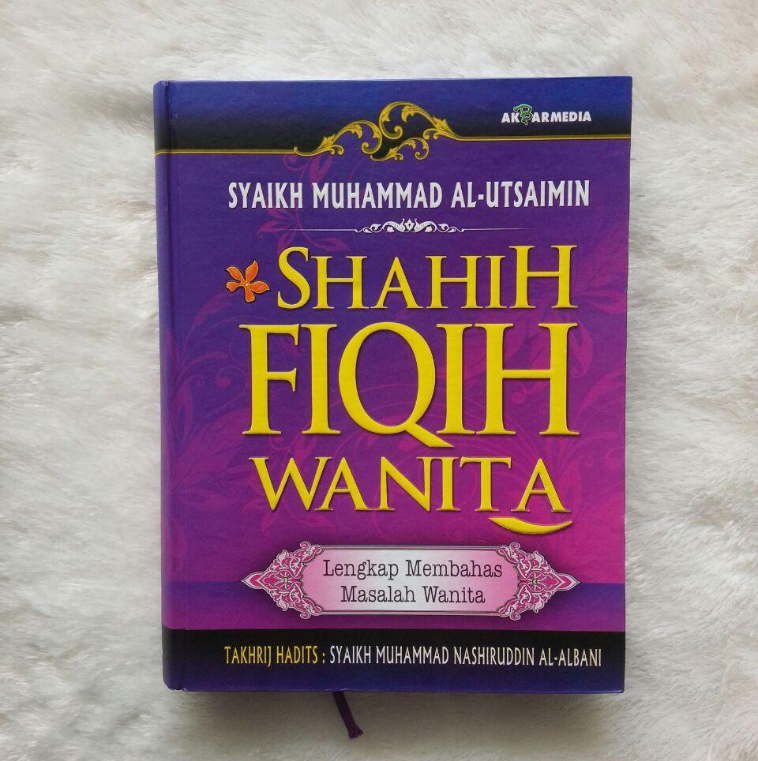 AKBARMEDIA
SYAIKH MUHAMMAD AL-UTSAIMIN
SHAHIH
FIQIH
WANITA
Lengkap Membahas
Masalah Wanita
TAKHRIJ HADITS : SYAIKH MUHAMMAD NASHIRUDDIN AL-ALBANI